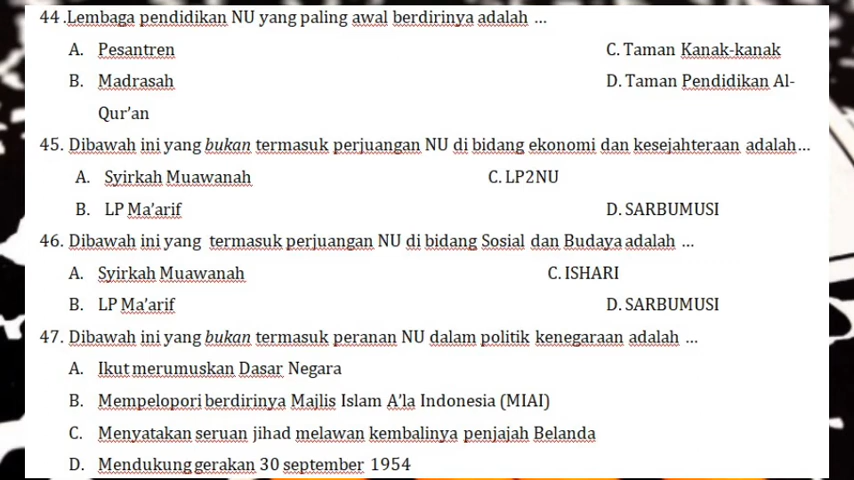 44 .Lembaga pendidikan NU yang paling awal berdirinya adalah ...
A. Pesantren C. Taman Kanak-kanak
B. Madrasah D. Taman Pendidikan Al-
Qur’an
45. Dibawah ini yang bukan termasuk perjuangan NU di bidang ekonomi dan kesejahteraan adalah...
A. Syirkah Muawanah C. LP2NU
B. LP Ma’arif D. SARBUMUSI
46. Dibawah ini yang termasuk perjuangan NU di bidang Sosial dan Budaya adalah ...
A. Syirkah Muawanah C. ISHARI
B. LP Ma’arif D. SARBUMUSI
47. Dibawah ini yang bukan termasuk peranan NU dalam politik kenegaraan adalah ...
A. Ikut merumuskan Dasar Negara
B. Mempelopori berdirinya Majlis Islam A’la Indonesia (MIAI)
C. Menyatakan seruan jihad melawan kembalinya penjajah Belanda
D. Mendukung gerakan 30 september 1954